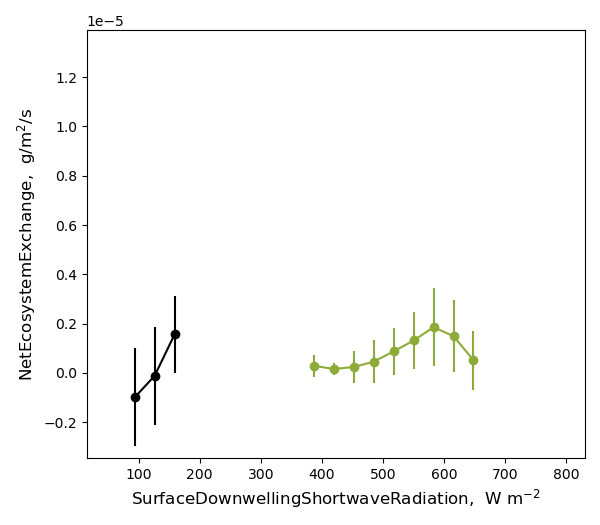 1e−5
1.2
1.0
0.8
0.6
0.4
0.2
0.0
−0.2
NetEcosystemExchange, g/m²/s
100 200 300 400 500 600 700 800
SurfaceDownwellingShortwaveRadiation, W m⁻²